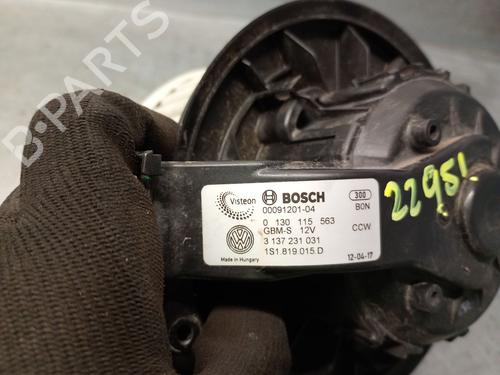 B-PARTS
Visteon
BOSCH
300
00091201-04
BON
0 130 115 563
GBM-S 12V
CCW
3 137 231 031
Made in Hungary
1S1.819.015.D
12-04-17
22951